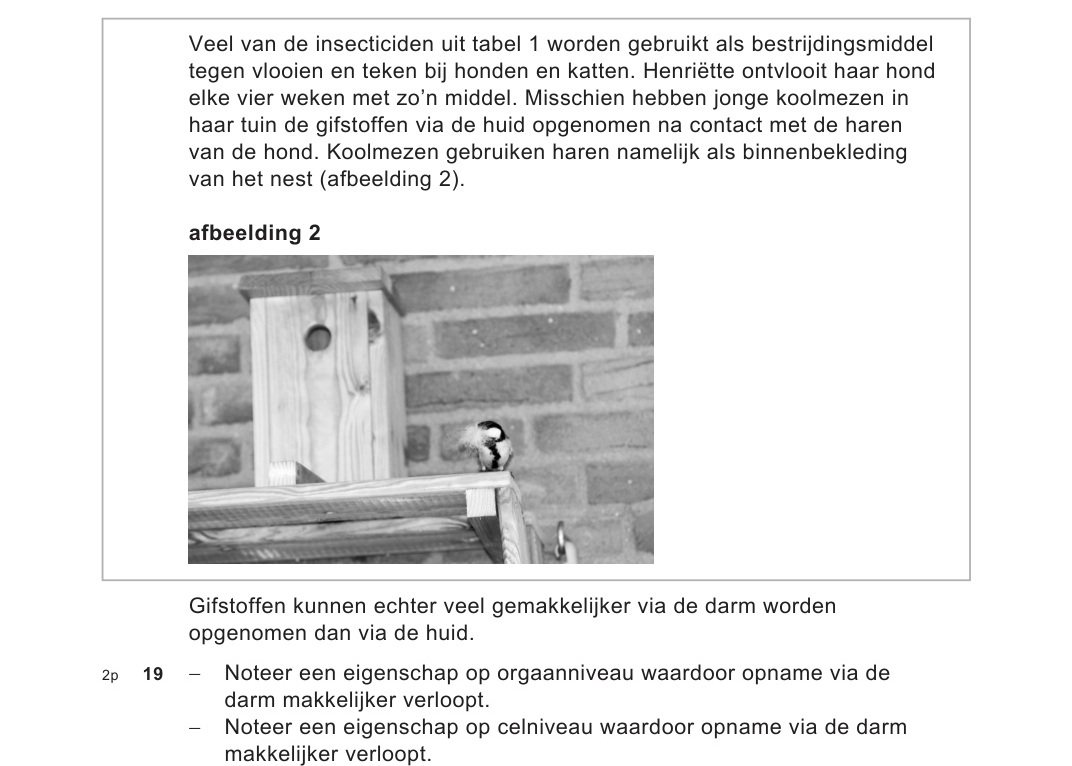 Veel van de insecticiden uit tabel 1 worden gebruikt als bestrijdingsmiddel
tegen vlooien en teken bij honden en katten. Henriëtte ontvlooit haar hond
elke vier weken met zo’n middel. Misschien hebben jonge koolmezen in
haar tuin de gifstoffen via de huid opgenomen na contact met de haren
van de hond. Koolmezen gebruiken haren namelijk als binnenbekleding
van het nest (afbeelding 2).
afbeelding 2
Gifstoffen kunnen echter veel gemakkelijker via de darm worden
opgenomen dan via de huid.
2p 19 – Noteer een eigenschap op orgaanniveau waardoor opname via de
darm makkelijker verloopt.
– Noteer een eigenschap op celniveau waardoor opname via de darm
makkelijker verloopt.